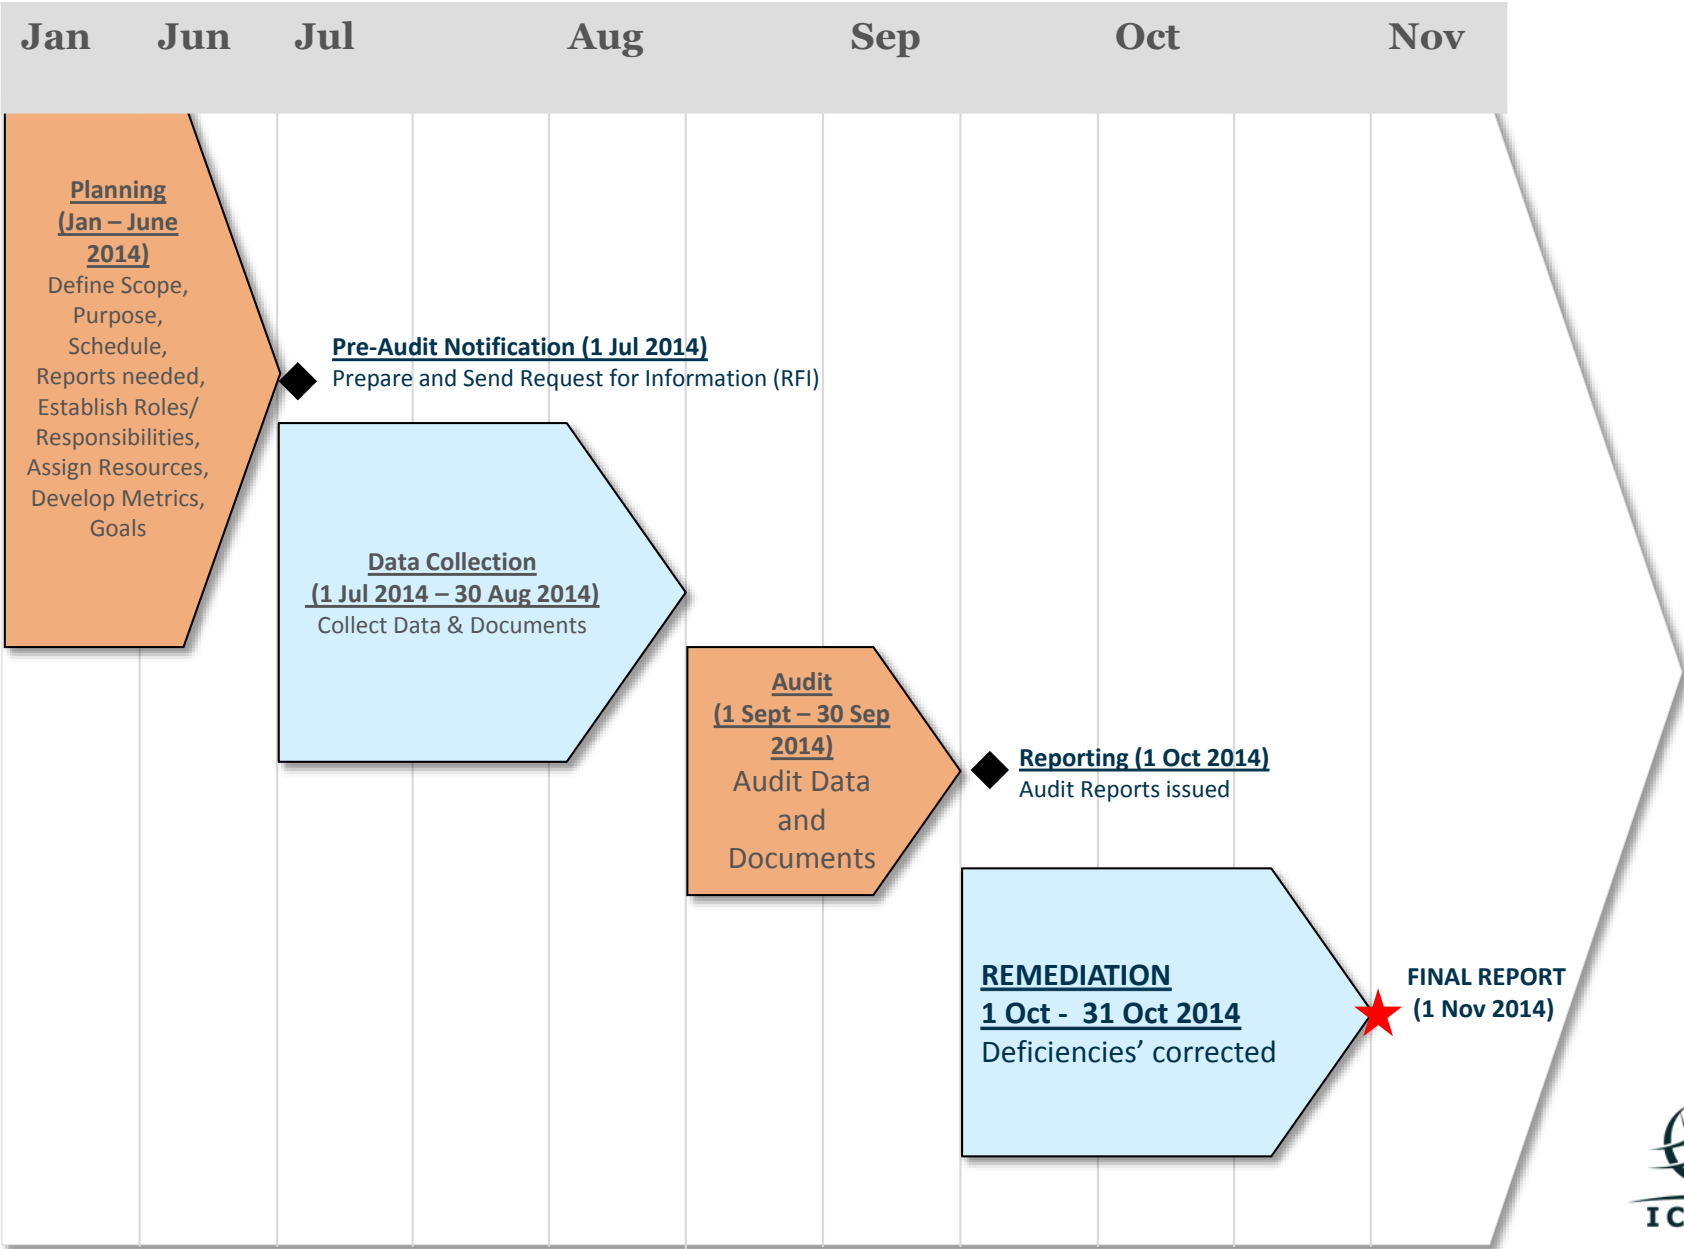 Jan Jun Jul Aug Sep Oct Nov
Planning
(Jan – June
2014)
Define Scope,
Purpose,
Schedule,
Reports needed,
Establish Roles/
Responsibilities,
Assign Resources,
Develop Metrics,
Goals
Pre-Audit Notification (1 Jul 2014)
Prepare and Send Request for Information (RFI)
Data Collection
(1 Jul 2014 – 30 Aug 2014)
Collect Data & Documents
Audit
(1 Sept – 30 Sep
2014)
Audit Data
and
Documents
Reporting (1 Oct 2014)
Audit Reports issued
REMEDIATION
1 Oct - 31 Oct 2014
Deficiencies’ corrected
FINAL REPORT
(1 Nov 2014)